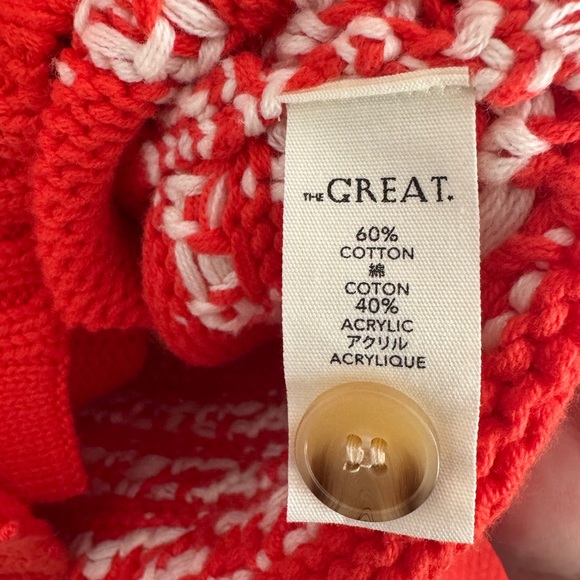 THE GREAT.
60%
COTTON
綿
COTON
40%
ACRYLIC
アクリル
ACRYLIQUE